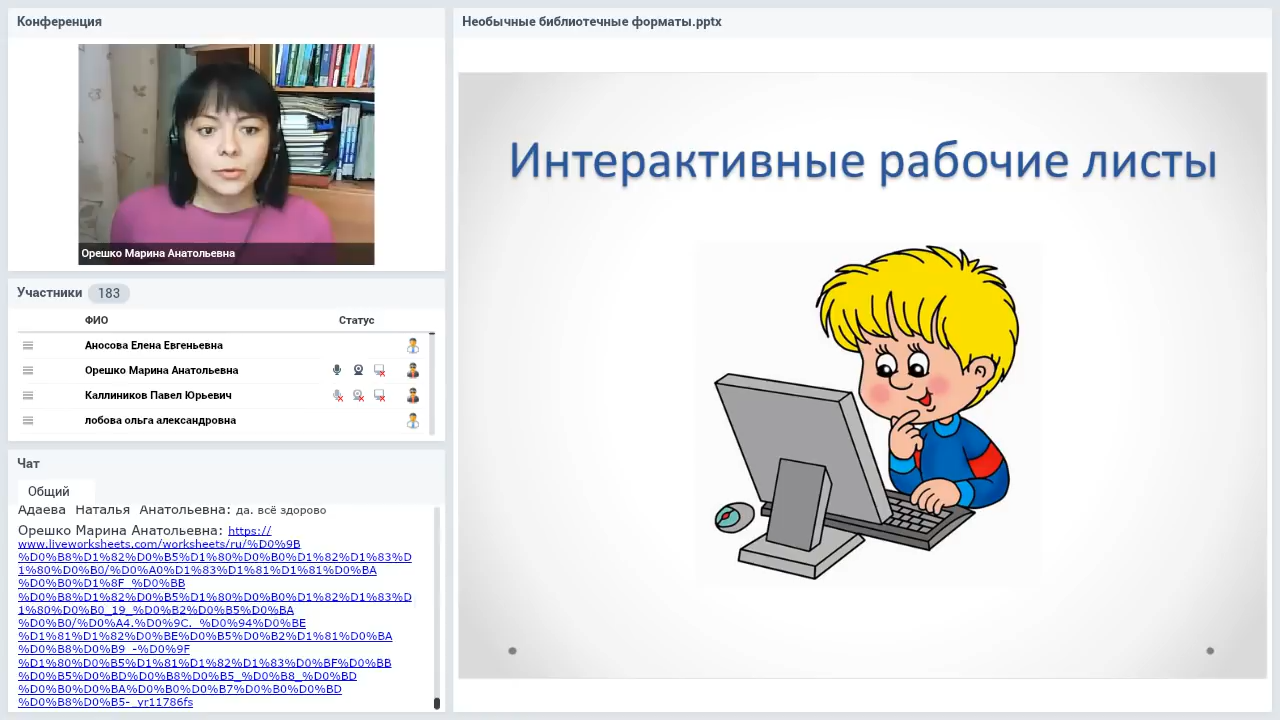 Конференция
Орешко Марина Анатольевна
Участники 183
ФИО Статус
Аносова Елена Евгеньевна
Орешко Марина Анатольевна
Каллиников Павел Юрьевич
лобова ольга александровна
Чат
Общий
Адаева Наталья Анатольевна: да. всё здорово
Орешко Марина Анатольевна: https://
www.liveworksheets.com/worksheets/ru/%D0%9B
%D0%B8%D1%82%D0%B5%D1%80%D0%B0%D1%82%D1%83%D
1%80%D0%B0/%D0%A0%D1%83%D1%81%D1%81%D0%BA
%D0%B0%D1%8F_%D0%BB
%D0%B8%D1%82%D0%B5%D1%80%D0%B0%D1%82%D1%83%D
1%80%D0%B0_19_%D0%B2%D0%B5%D0%BA
%D0%B0/%D0%A4.%D0%9C._%D0%94%D0%BE
%D1%81%D1%82%D0%BE%D0%B5%D0%B2%D1%81%D0%BA
%D0%B8%D0%B9_-%D0%9F
%D1%80%D0%B5%D1%81%D1%82%D1%83%D0%BF%D0%BB
%D0%B5%D0%BD%D0%B8%D0%B5_%D0%B8_%D0%BD
%D0%B0%D0%BA%D0%B0%D0%B7%D0%B0%D0%BD
%D0%B8%D0%B5-_yr11786fs
Необычные библиотечные форматы.pptx
Интерактивные рабочие листы